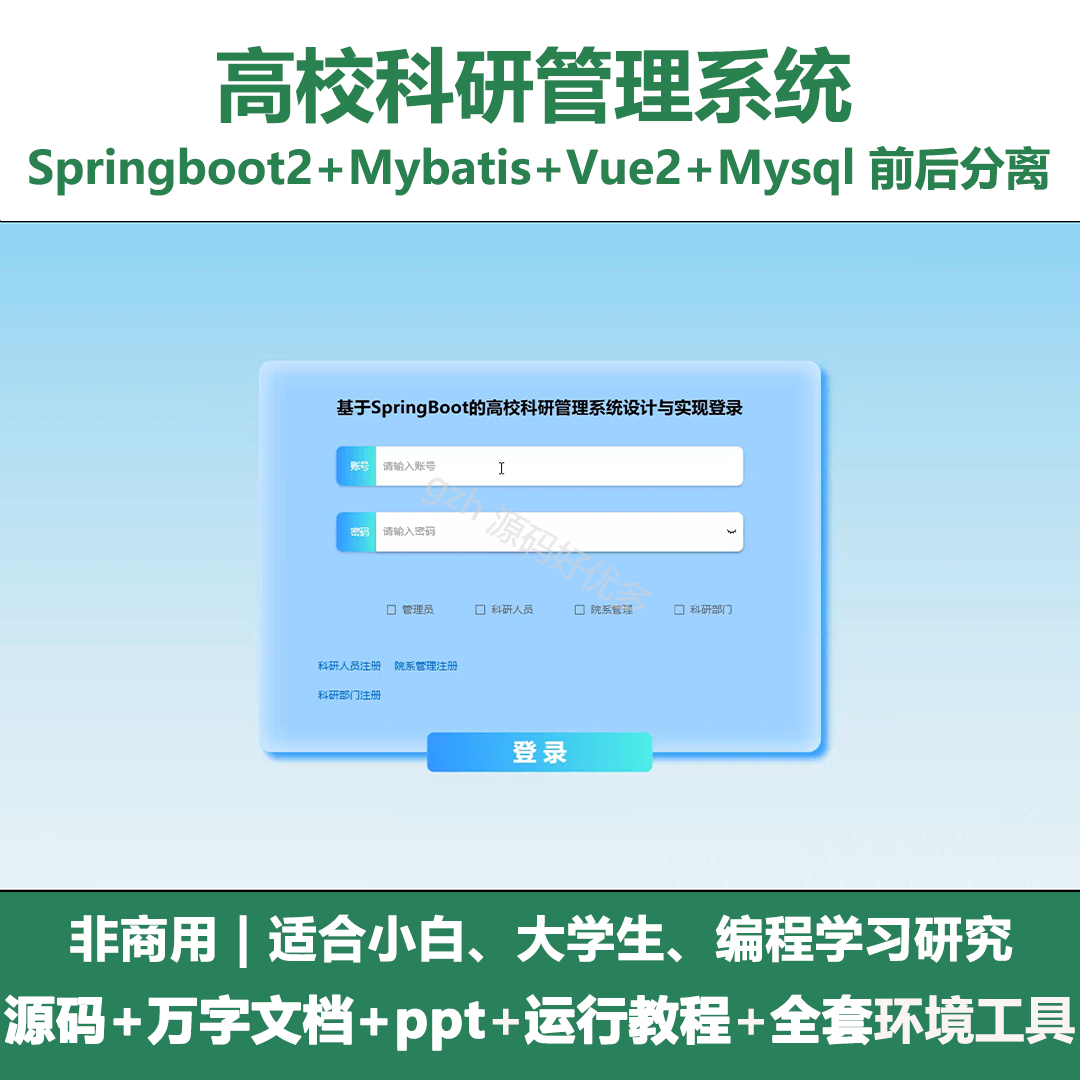 高校科研管理系统
Springboot2+Mybatis+Vue2+Mysql 前后分离
基于SpringBoot的高校科研管理系统设计与实现登录
账号 请输入账号
gzh 源码好优多
密码 请输入密码
管理员 科研人员 院系管理 科研部门
科研人员注册 院系管理注册
科研部门注册
登录
非商用|适合小白、大学生、编程学习研究
源码+万字文档+ppt+运行教程+全套环境工具